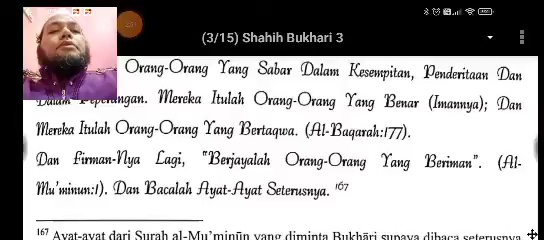 (3/15) Shahih Bukhari 3
Orang-Orang Yang Sabar Dalam Kesempitan, Penderitaan Dan
Dalam Peperangan. Mereka Itulah Orang-Orang Yang Benar (Imannya); Dan
Mereka Itulah Orang-Orang Yang Bertaqwa. (Al-Baqarah:177).
Dan Firman-Nya Lagi, "Berjayalah Orang-Orang Yang Beriman". (Al-
Mu'minun:1). Dan Bacalah Ayat-Ayat Seterusnya. 167
167 Ayat-ayat dari Surah al-Mu'minūn yang diminta Bukhāri supaya dibaca seterusnya